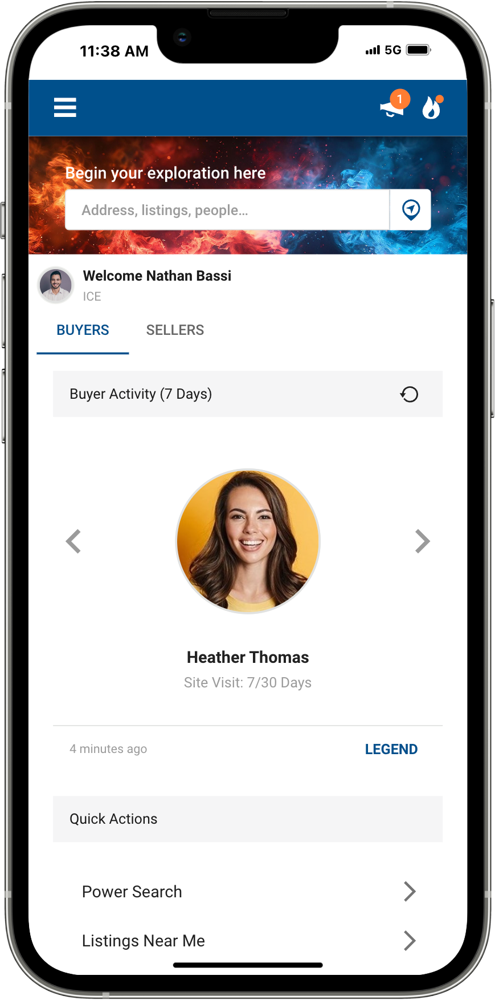 11:38 AM
5G
1
Begin your exploration here
Address, listings, people...
Welcome Nathan Bassi
ICE
BUYERS SELLERS
Buyer Activity (7 Days)
Heather Thomas
Site Visit: 7/30 Days
4 minutes ago LEGEND
Quick Actions
Power Search
Listings Near Me